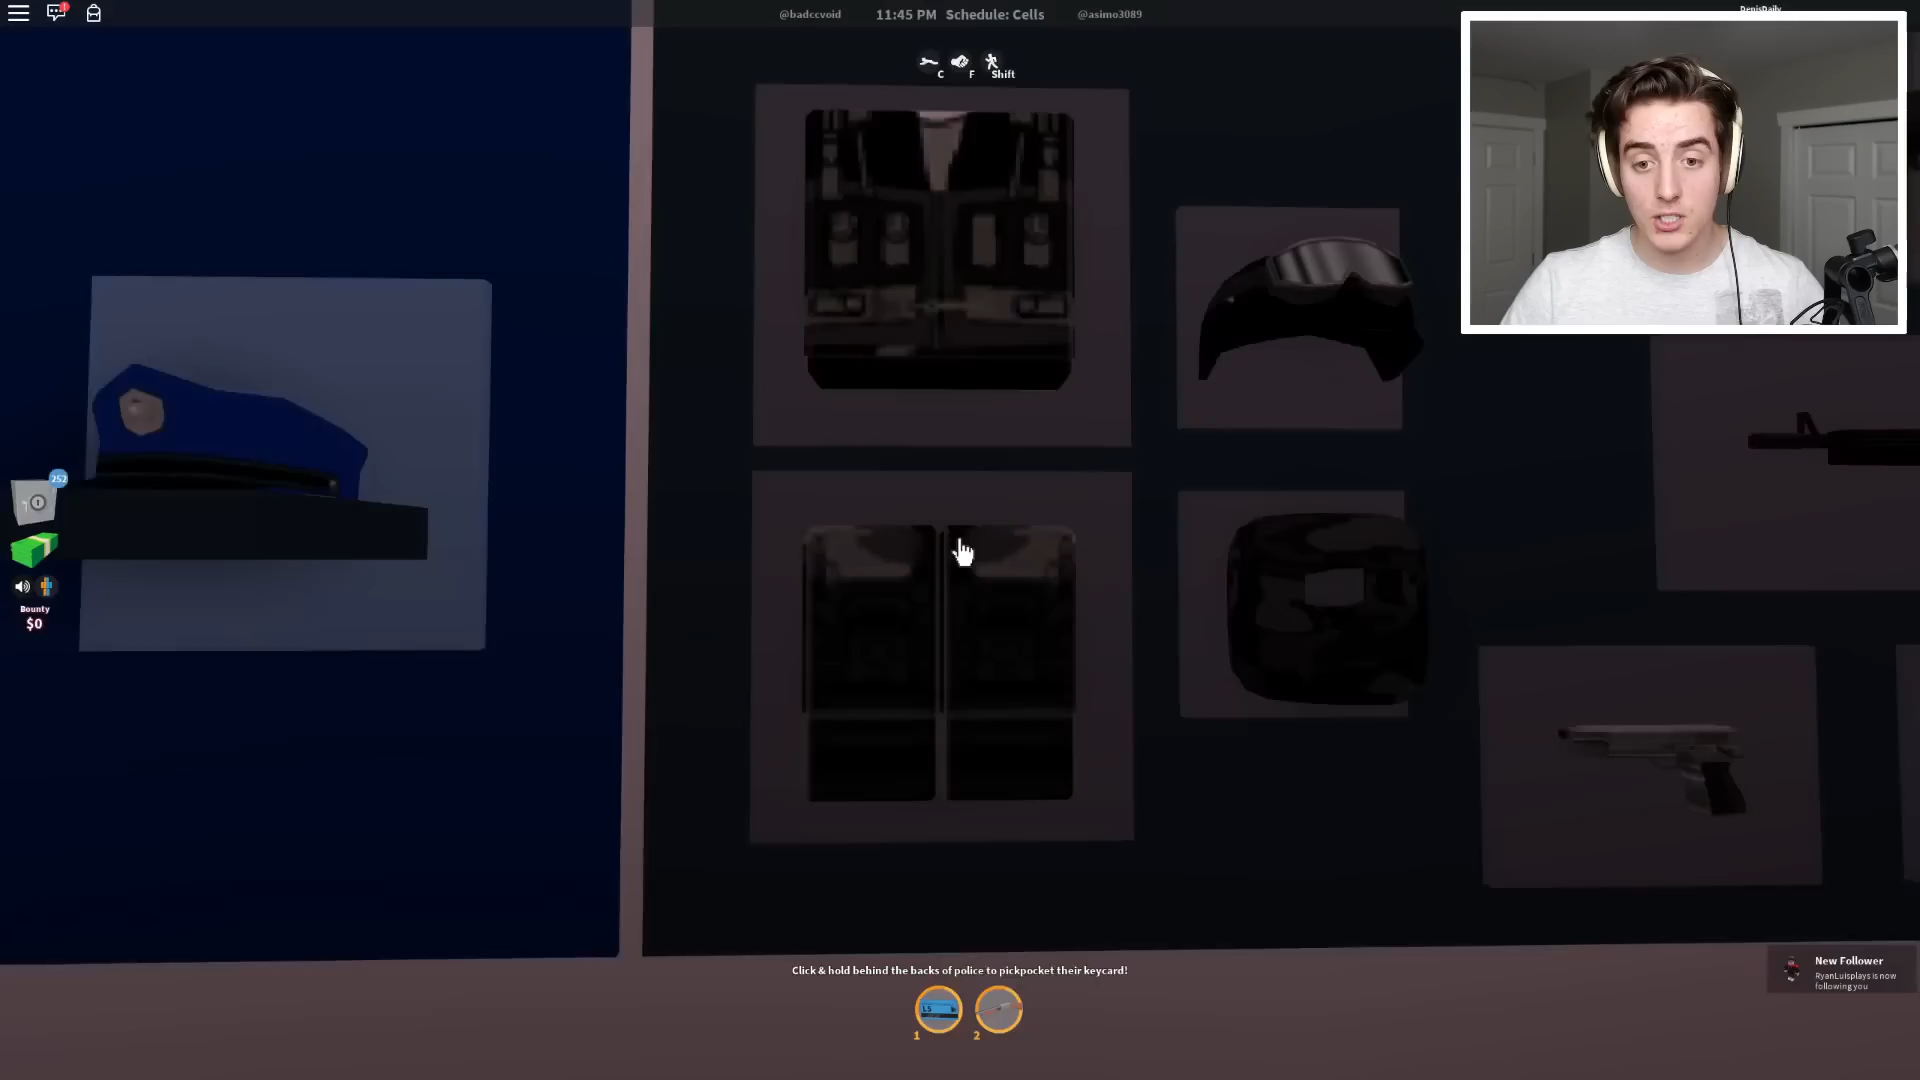 @badccvoid
11:45 PM Schedule: Cells
@asimo3089
DenisDaily
C
F
Shift
252
Bounty
$0
Click & hold behind the backs of police to pickpocket their keycard!
1
2
New Follower
RyanLuisplays is now
following you